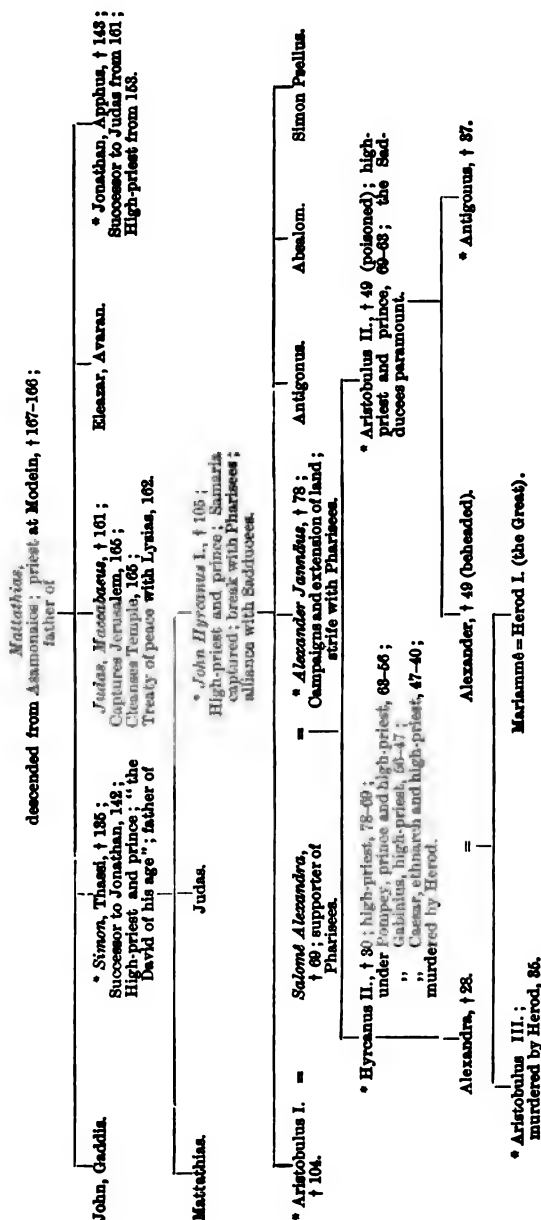 Mattathias,
descended from Asamonaios; priest at Modein, † 167-166;
father of
John, Gaddis.
* Simon, Thassi, † 135;
Successor to Jonathan, 142;
High-priest and prince; "the
David of his age"; father of
Judas, Maccabaeus, † 161;
Captures Jerusalem, 165;
Cleanses Temple, 165;
Treaty of peace with Lysias, 162.
Eleazar, Avaran.
* Jonathan, Apphus, † 143;
Successor to Judas from 161;
High-priest from 153.
Mattathias.
Judas.
* John Hyrcanus I., † 105;
High-priest and prince; Samaria
captured; break with Pharisees;
alliance with Sadducees.
* Aristobulus I. =
† 104.
Salomé Alexandra, =
† 69; supporter of
Pharisees.
* Alexander Jannæus, † 78;
Campaigns and extension of land;
strife with Pharisees.
Antigonus.
Absalom.
Simon Psellus.
* Hyrcanus II., † 30; high-priest, 78-69;
under Pompey, prince and high-priest, 63-56;
" Gabinius, high-priest, 56-47;
" Caesar, ethnarch and high-priest, 47-40;
murdered by Herod.
* Aristobulus II., † 49 (poisoned); high-
priest and prince, 69-63; the Sad-
ducees paramount.
Alexandra, † 28. =
Alexander, † 49 (beheaded).
* Antigonus, † 37.
* Aristobulus III.;
murdered by Herod, 35.
Mariammê = Herod I. (the Great).